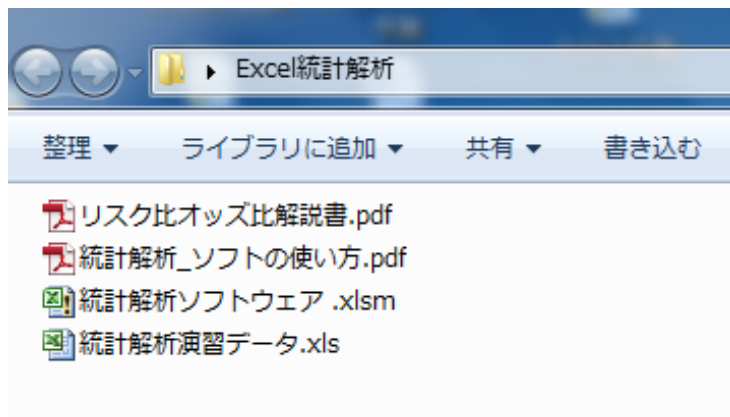 Excel統計解析
整理 ライブラリに追加 共有 書き込む
リスク比オッズ比解説書.pdf
統計解析_ソフトの使い方.pdf
統計解析ソフトウェア .xlsm
統計解析演習データ.xls